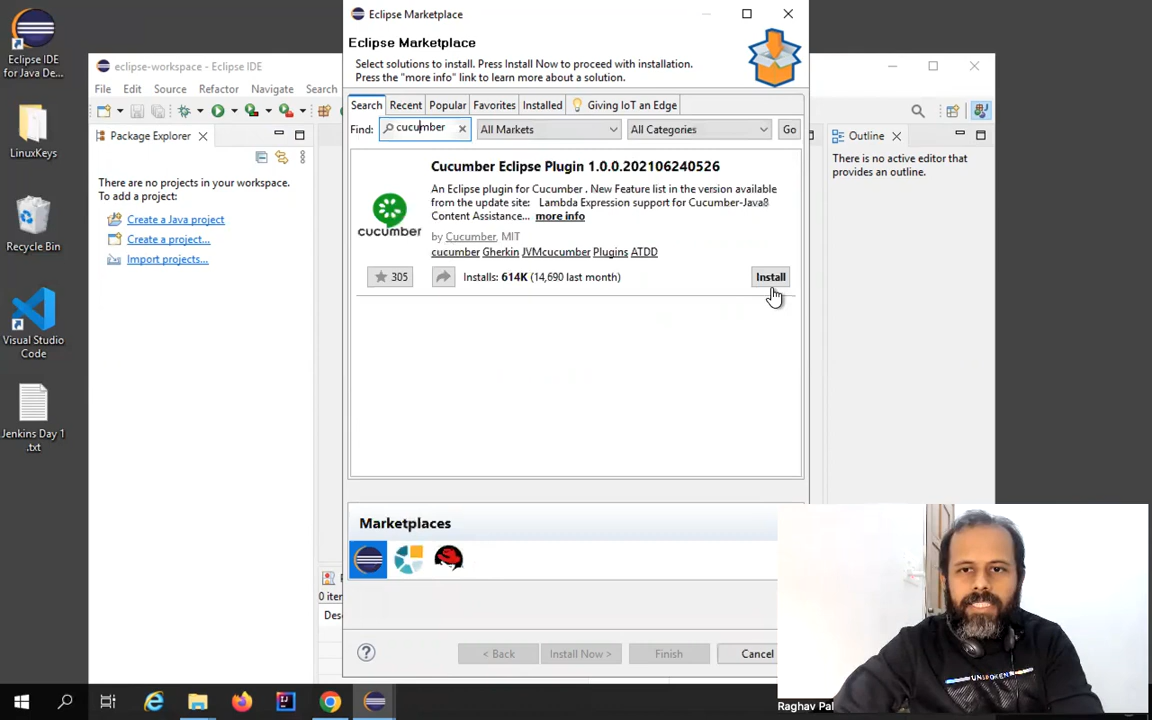 Eclipse IDE
for Java De...
LinuxKeys
Recycle Bin
Visual Studio
Code
Jenkins Day 1
.txt
eclipse-workspace - Eclipse IDE
File Edit Source Refactor Navigate Search
Package Explorer
There are no projects in your workspace.
To add a project:
Create a Java project
Create a project...
Import projects...
Eclipse Marketplace
Eclipse Marketplace
Select solutions to install. Press Install Now to proceed with installation.
Press the "more info" link to learn more about a solution.
Search Recent Popular Favorites Installed Giving IoT an Edge
Find: cucumber All Markets All Categories Go
Cucumber Eclipse Plugin 1.0.0.202106240526
An Eclipse plugin for Cucumber . New Feature list in the version available
from the update site: Lambda Expression support for Cucumber-Java8
Content Assistance... more info
cucumber
by Cucumber, MIT
cucumber Gherkin JVMcucumber Plugins ATDD
305 Installs: 614K (14,690 last month) Install
Marketplaces
? < Back Install Now > Finish Cancel
Outline
There is no active editor that
provides an outline.
0 iter
Des
UNSPOKEN
Raghav Pal